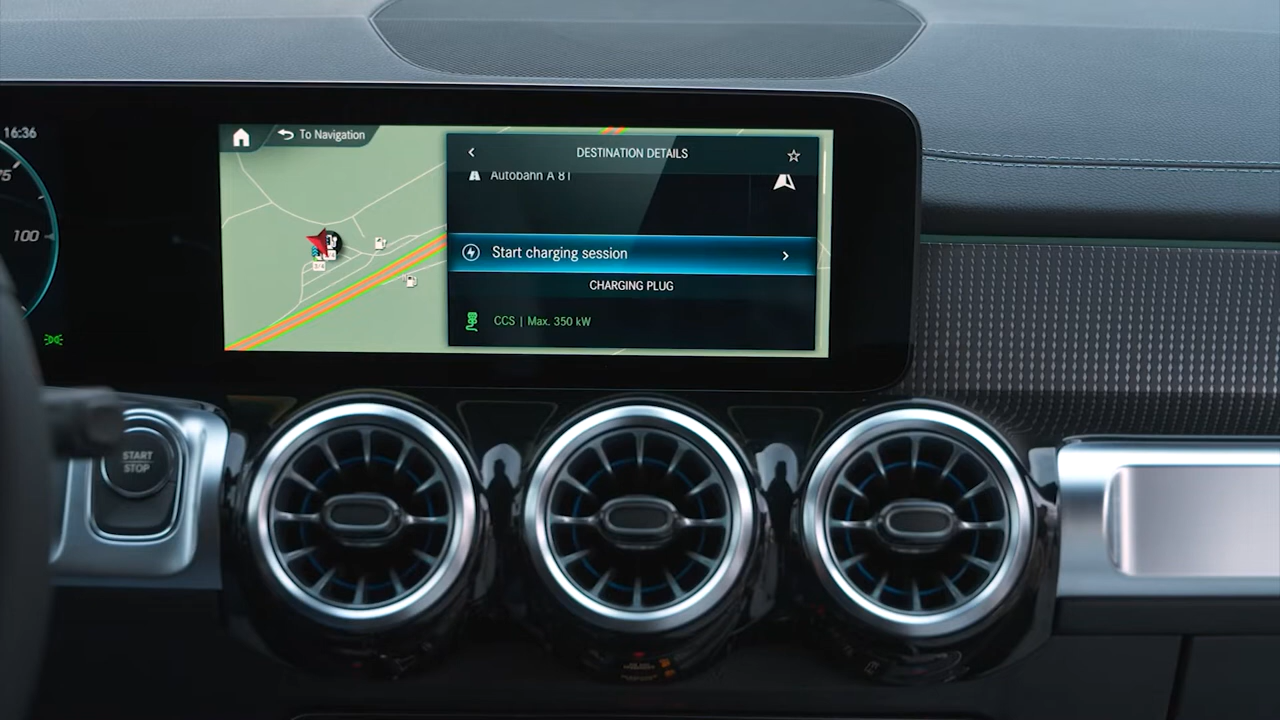 16:36
75
100
To Navigation
DESTINATION DETAILS
Autobahn A 81
Start charging session
CHARGING PLUG
CCS | Max. 350 kW
START
STOP